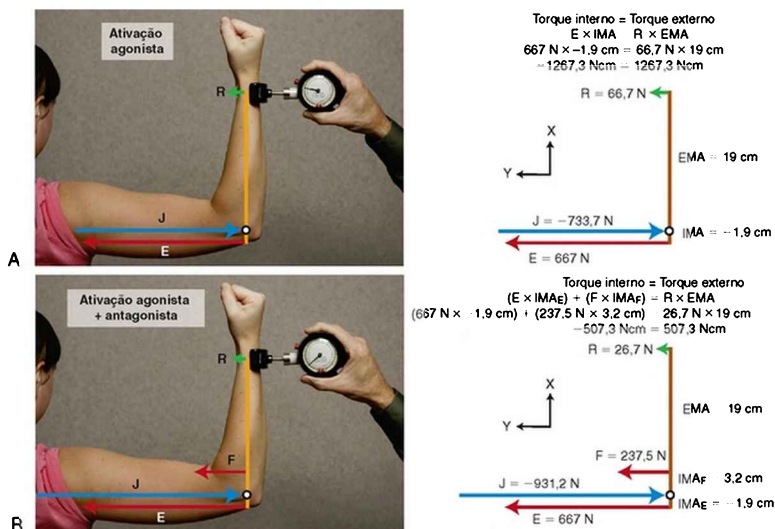 Ativação
agonista
R
J
E
A
Torque interno = Torque externo
E × IMA R × EMA
667 N × −1,9 cm = 66,7 N × 19 cm
−1267,3 Ncm = 1267,3 Ncm
R = 66,7 N
X
Y
EMA = 19 cm
J = −733,7 N
IMA = −1,9 cm
E = 667 N
Ativação agonista
+ antagonista
R
F
J
E
B
Torque interno = Torque externo
(E × IMAE) + (F × IMAF) = R × EMA
(667 N × 1,9 cm) + (237,5 N × 3,2 cm) 26,7 N × 19 cm
−507,3 Ncm = 507,3 Ncm
R = 26,7 N
X
Y
EMA 19 cm
F = 237,5 N
J = −931,2 N
IMAF 3,2 cm
IMAE = −1,9 cm
E = 667 N